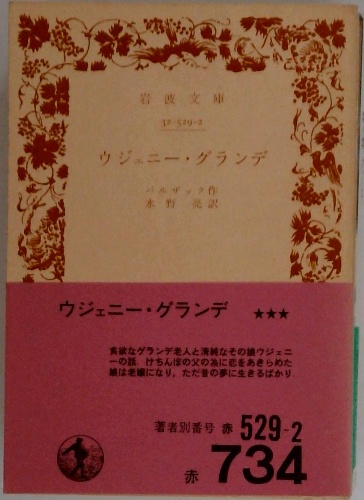 岩波文庫
32-529-2
ウジェニー・グランデ
バルザック作
水野 亮訳
ウジェニー・グランデ ★★★
貪欲なグランデ老人と清純なその娘ウジェニ
ーの話。けちんぼの父の為に恋をあきらめた
娘は老嬢になり，ただ昔の夢に生きるばかり
著者別番号 赤 529-2
赤 734